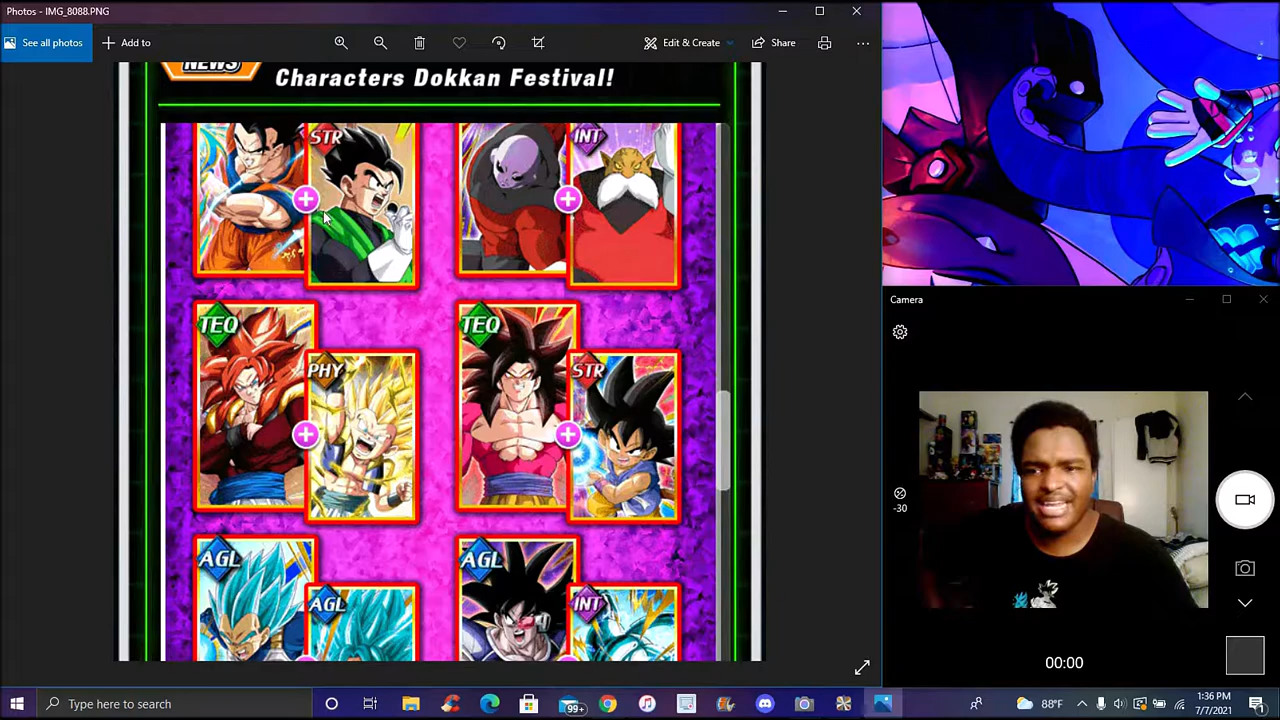 Photos - IMG_8088.PNG
See all photos
Add to
Edit & Create
Share
NEWS
Characters Dokkan Festival!
STR
INT
TEQ
PHY
TEQ
STR
AGL
AGL
AGL
INT
Camera
-30
00:00
Type here to search
99+
88°F
1:36 PM
7/7/2021
1